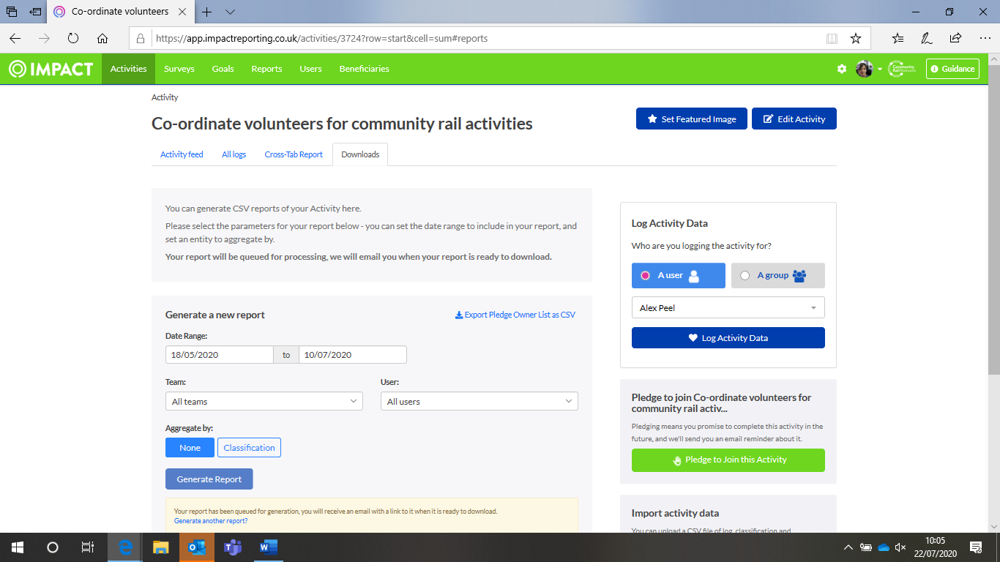 Co-ordinate volunteers
https://app.impactreporting.co.uk/activities/3724?row=start&cell=sum#reports
IMPACT Activities Surveys Goals Reports Users Beneficiaries Community Rail Network Guidance
Activity
Co-ordinate volunteers for community rail activities
Set Featured Image Edit Activity
Activity feed All logs Cross-Tab Report Downloads
You can generate CSV reports of your Activity here.
Please select the parameters for your report below - you can set the date range to include in your report, and
set an entity to aggregate by.
Your report will be queued for processing, we will email you when your report is ready to download.
Generate a new report
Export Pledge Owner List as CSV
Date Range:
18/05/2020 to 10/07/2020
Team: User:
All teams All users
Aggregate by:
None Classification
Generate Report
Your report has been queued for generation, you will receive an email with a link to it when it is ready to download.
Generate another report?
Log Activity Data
Who are you logging the activity for?
A user A group
Alex Peel
Log Activity Data
Pledge to join Co-ordinate volunteers for
community rail activ...
Pledging means you promise to complete this activity in the
future, and we'll send you an email reminder about it.
Pledge to Join this Activity
Import activity data
You can upload a CSV file of log, classification and
10:05
22/07/2020